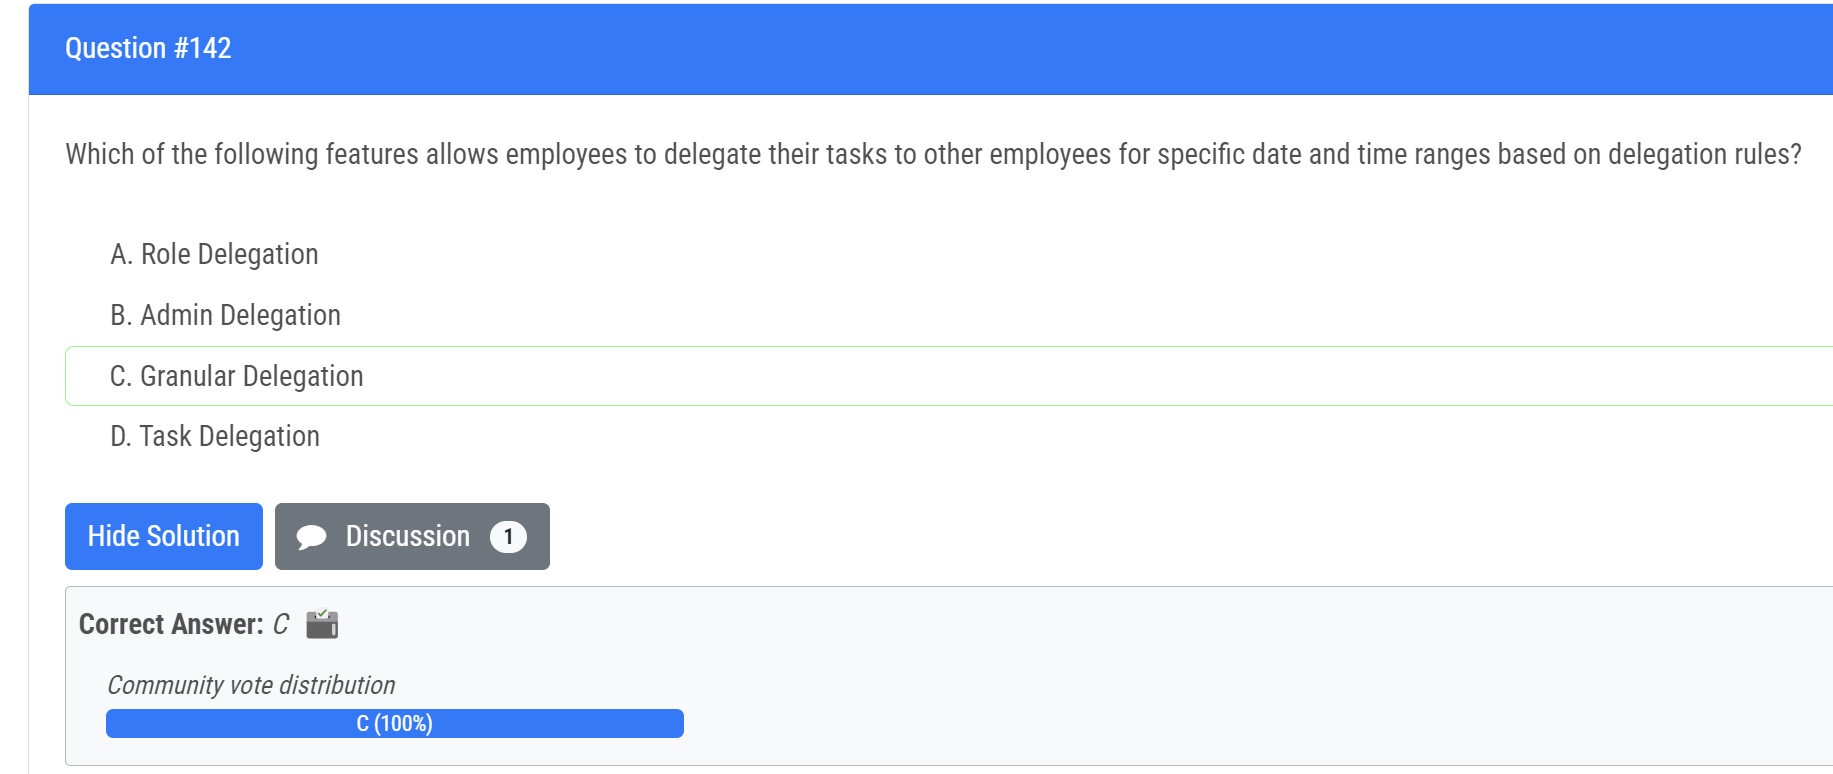 Question #142
Which of the following features allows employees to delegate their tasks to other employees for specific date and time ranges based on delegation rules?
A. Role Delegation
B. Admin Delegation
C. Granular Delegation
D. Task Delegation
Hide Solution Discussion 1
Correct Answer: C
Community vote distribution
C (100%)